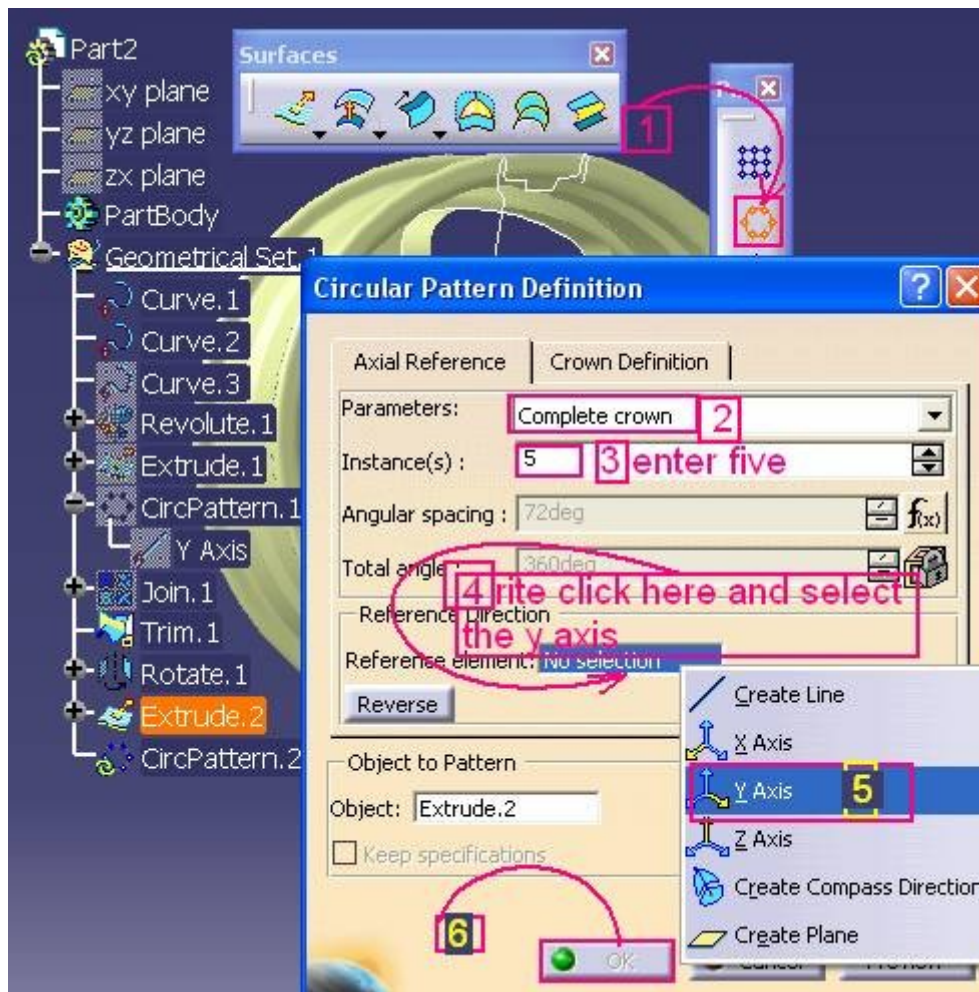 Part2
xy plane
yz plane
zx plane
PartBody
Geometrical Set.1
Curve.1
Curve.2
Curve.3
Revolute.1
Extrude.1
CircPattern.1
Y Axis
Join.1
Trim.1
Rotate.1
Extrude.2
CircPattern.2
Surfaces
1
Circular Pattern Definition
Axial Reference
Crown Definition
Parameters: Complete crown 2
Instance(s) : 5 3 enter five
Angular spacing : 72deg f(x)
Total angle : 360deg
4 rite click here and select
the y axis
Reference Direction
Reference element: No selection
Reverse
Create Line
X Axis
Y Axis 5
Z Axis
Create Compass Direction
Create Plane
Object to Pattern
Object: Extrude.2
Keep specifications
6
OK
Cancel
Preview